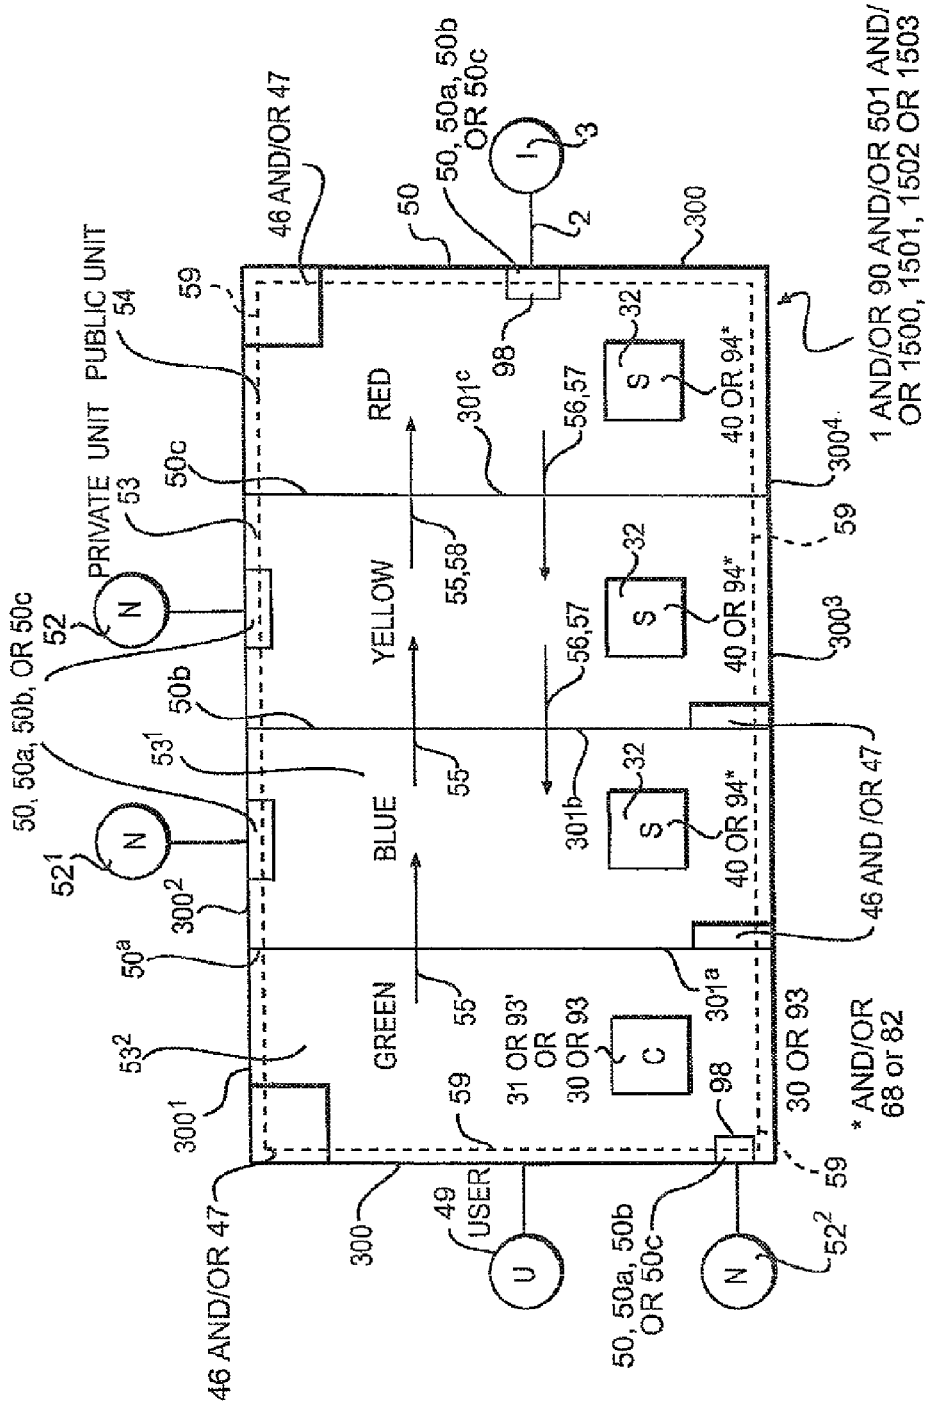 50, 50a, 50b, OR 50c
PRIVATE UNIT
PUBLIC UNIT
46 AND/OR 47
53²
50ᵃ
300²
52¹
N
53¹
50b
52
N
53
50c
54
59
46 AND/OR 47
300¹
50
50, 50a, 50b
OR 50c
GREEN
BLUE
YELLOW
RED
55
55
55,58
301ᶜ
98
I
3
2
300
59
300
49
USER
U
31 OR 93'
OR
30 OR 93
C
301ᵃ
301ᵇ
56,57
56,57
S
32
40 OR 94*
S
32
40 OR 94*
S
32
40 OR 94*
98
50, 50a, 50b
OR 50c
N
52²
59
30 OR 93
46 AND /OR 47
300³
59
300⁴
* AND/OR
68 or 82
1 AND/OR 90 AND/OR 501 AND/
OR 1500, 1501, 1502 OR 1503